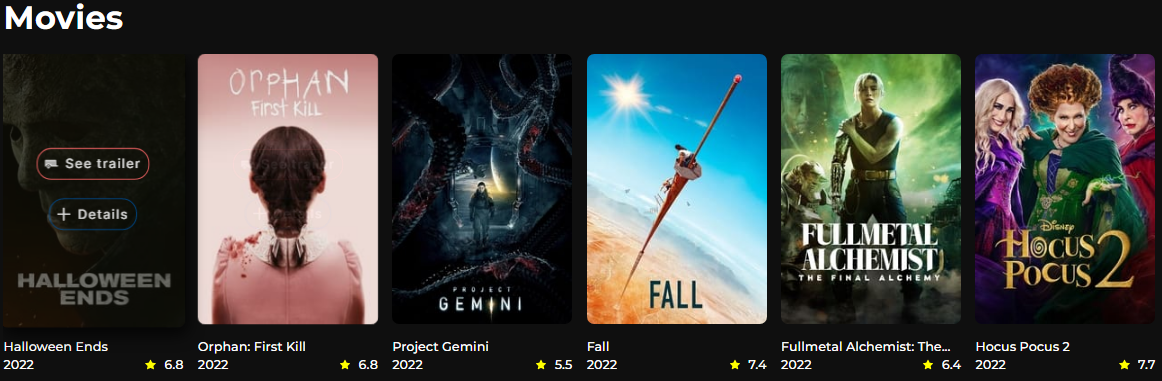 Movies
See trailer
+ Details
HALLOWEEN
ENDS
Halloween Ends
2022
6.8
ORPHAN
FIRST KILL
Orphan: First Kill
2022
6.8
PROJECT
GEMINI
Project Gemini
2022
5.5
FALL
Fall
2022
7.4
FULLMETAL
ALCHEMIST
THE FINAL ALCHEMY
Fullmetal Alchemist: The...
2022
6.4
Disney
HOCUS
POCUS 2
Hocus Pocus 2
2022
7.7